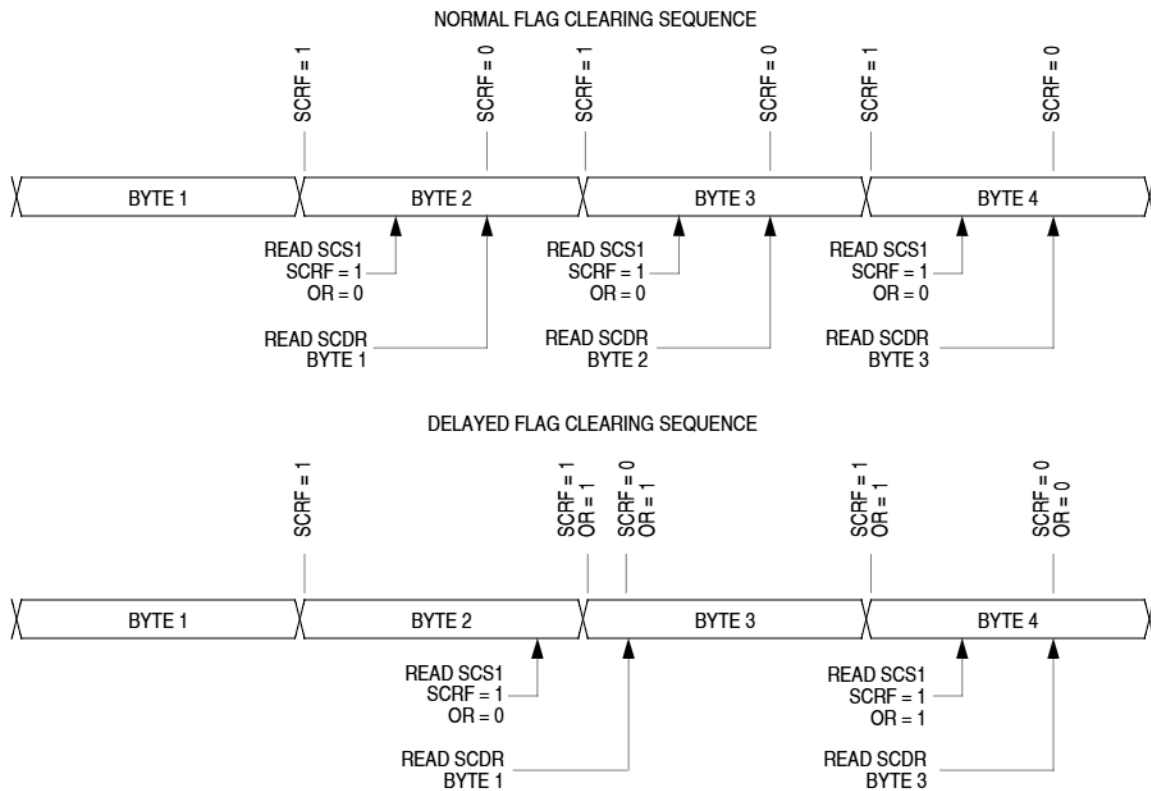 NORMAL FLAG CLEARING SEQUENCE
SCRF = 1
SCRF = 0
SCRF = 1
SCRF = 0
SCRF = 1
SCRF = 0
BYTE 1
BYTE 2
BYTE 3
BYTE 4
READ SCS1
SCRF = 1
OR = 0
READ SCDR
BYTE 1
READ SCS1
SCRF = 1
OR = 0
READ SCDR
BYTE 2
READ SCS1
SCRF = 1
OR = 0
READ SCDR
BYTE 3
DELAYED FLAG CLEARING SEQUENCE
SCRF = 1
SCRF = 1
OR = 1
SCRF = 0
OR = 1
SCRF = 1
OR = 1
SCRF = 0
OR = 0
BYTE 1
BYTE 2
BYTE 3
BYTE 4
READ SCS1
SCRF = 1
OR = 0
READ SCDR
BYTE 1
READ SCS1
SCRF = 1
OR = 1
READ SCDR
BYTE 3